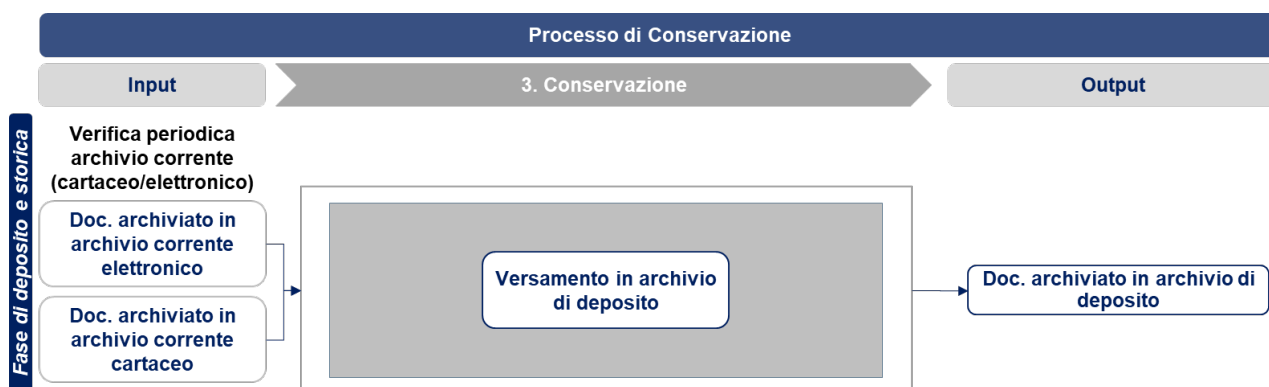 Processo di Conservazione
Input
3. Conservazione
Output
Fase di deposito e storica
Verifica periodica
archivio corrente
(cartaceo/elettronico)
Doc. archiviato in
archivio corrente
elettronico
Doc. archiviato in
archivio corrente
cartaceo
Versamento in archivio
di deposito
Doc. archiviato in archivio di
deposito